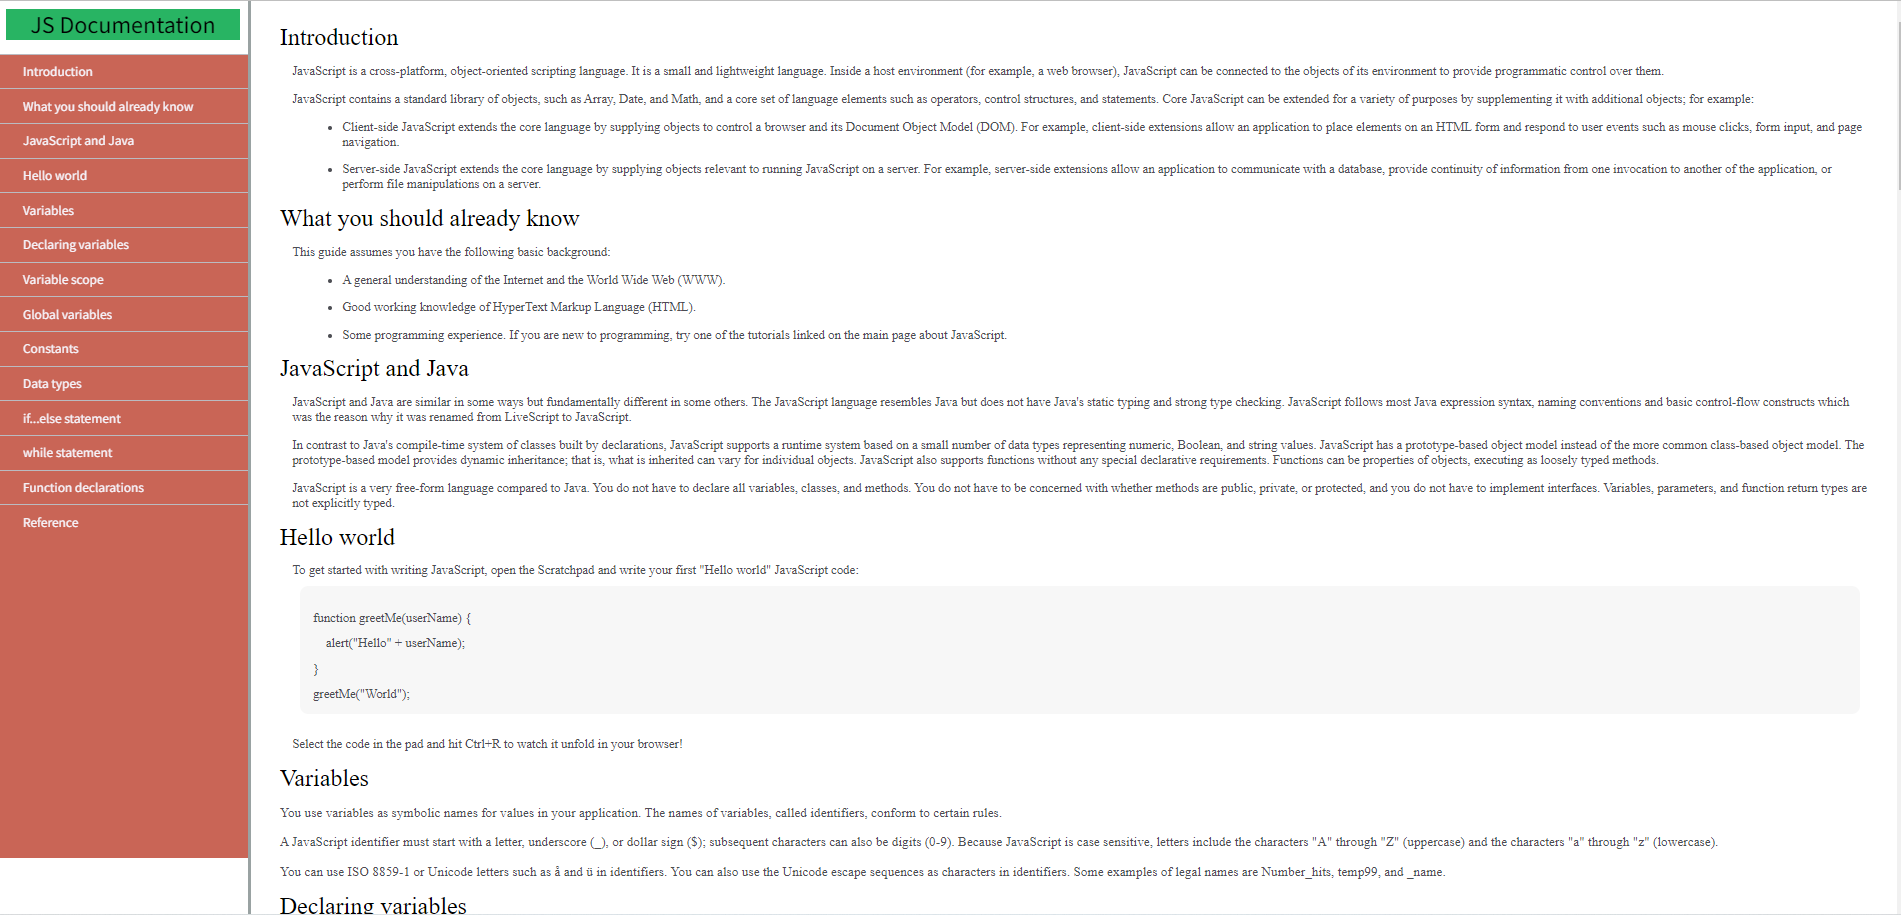 JS Documentation
Introduction
What you should already know
JavaScript and Java
Hello world
Variables
Declaring variables
Variable scope
Global variables
Constants
Data types
if...else statement
while statement
Function declarations
Reference
Introduction
JavaScript is a cross-platform, object-oriented scripting language. It is a small and lightweight language. Inside a host environment (for example, a web browser), JavaScript can be connected to the objects of its environment to provide programmatic control over them.
JavaScript contains a standard library of objects, such as Array, Date, and Math, and a core set of language elements such as operators, control structures, and statements. Core JavaScript can be extended for a variety of purposes by supplementing it with additional objects; for example:
• Client-side JavaScript extends the core language by supplying objects to control a browser and its Document Object Model (DOM). For example, client-side extensions allow an application to place elements on an HTML form and respond to user events such as mouse clicks, form input, and page
navigation.
• Server-side JavaScript extends the core language by supplying objects relevant to running JavaScript on a server. For example, server-side extensions allow an application to communicate with a database, provide continuity of information from one invocation to another of the application, or
perform file manipulations on a server.
What you should already know
This guide assumes you have the following basic background:
• A general understanding of the Internet and the World Wide Web (WWW).
• Good working knowledge of HyperText Markup Language (HTML).
• Some programming experience. If you are new to programming, try one of the tutorials linked on the main page about JavaScript.
JavaScript and Java
JavaScript and Java are similar in some ways but fundamentally different in some others. The JavaScript language resembles Java but does not have Java's static typing and strong type checking. JavaScript follows most Java expression syntax, naming conventions and basic control-flow constructs which
was the reason why it was renamed from LiveScript to JavaScript.
In contrast to Java's compile-time system of classes built by declarations, JavaScript supports a runtime system based on a small number of data types representing numeric, Boolean, and string values. JavaScript has a prototype-based object model instead of the more common class-based object model. The
prototype-based model provides dynamic inheritance; that is, what is inherited can vary for individual objects. JavaScript also supports functions without any special declarative requirements. Functions can be properties of objects, executing as loosely typed methods.
JavaScript is a very free-form language compared to Java. You do not have to declare all variables, classes, and methods. You do not have to be concerned with whether methods are public, private, or protected, and you do not have to implement interfaces. Variables, parameters, and function return types are
not explicitly typed.
Hello world
To get started with writing JavaScript, open the Scratchpad and write your first "Hello world" JavaScript code:
function greetMe(userName) {
alert("Hello" + userName);
}
greetMe("World");
Select the code in the pad and hit Ctrl+R to watch it unfold in your browser!
Variables
You use variables as symbolic names for values in your application. The names of variables, called identifiers, conform to certain rules.
A JavaScript identifier must start with a letter, underscore (_), or dollar sign ($); subsequent characters can also be digits (0-9). Because JavaScript is case sensitive, letters include the characters "A" through "Z" (uppercase) and the characters "a" through "z" (lowercase).
You can use ISO 8859-1 or Unicode letters such as å and ü in identifiers. You can also use the Unicode escape sequences as characters in identifiers. Some examples of legal names are Number_hits, temp99, and _name.
Declaring variables